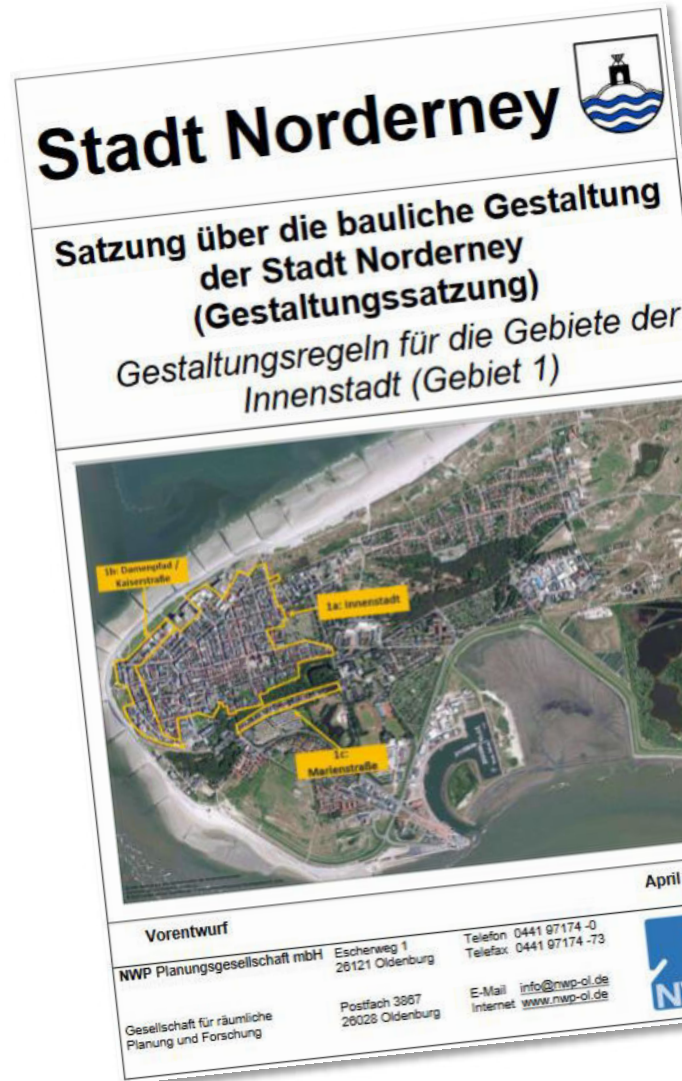 Stadt Norderney
Satzung über die bauliche Gestaltung
der Stadt Norderney
(Gestaltungssatzung)
Gestaltungsregeln für die Gebiete der
Innenstadt (Gebiet 1)
1b: Damenpfad /
Kaiserstraße
1a: Innenstadt
1c:
Marienstraße
Vorentwurf
April
NWP Planungsgesellschaft mbH
Gesellschaft für räumliche
Planung und Forschung
Escherweg 1
26121 Oldenburg
Postfach 3867
26028 Oldenburg
Telefon 0441 97174 -0
Telefax 0441 97174 -73
E-Mail info@nwp-ol.de
Internet www.nwp-ol.de